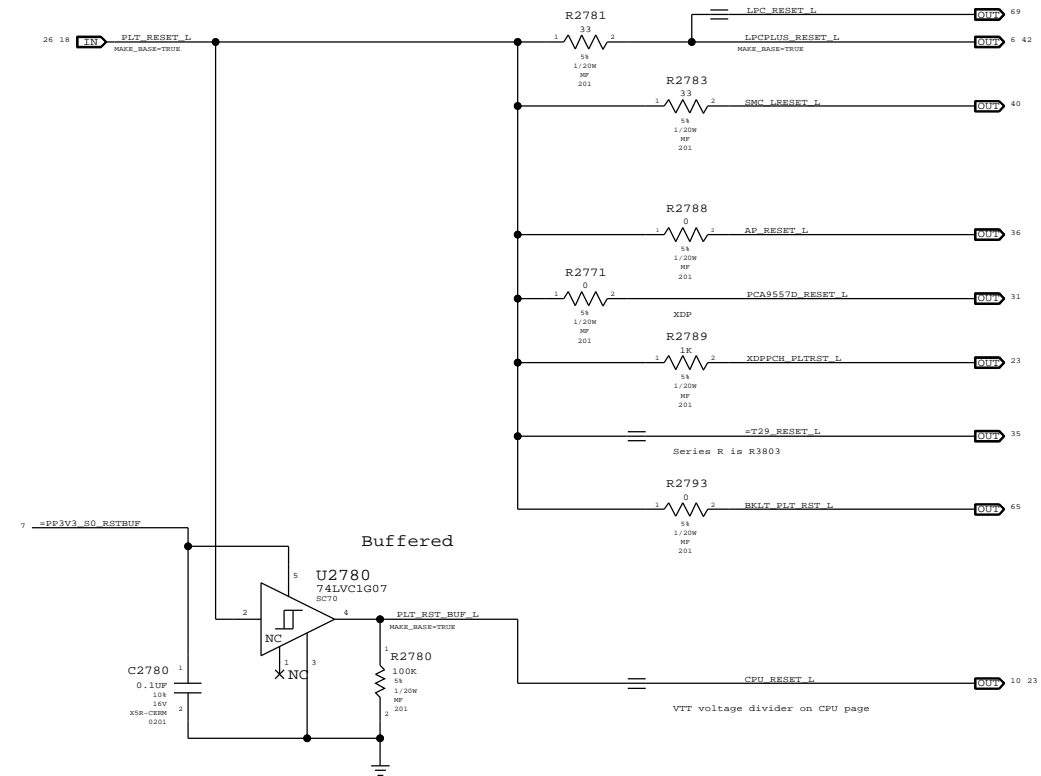 LPC_RESET_L
OUT 69
R2781
33
26 18 IN PLT_RESET_L
MAKE_BASE=TRUE
1 2
LPCPLUS_RESET_L
MAKE_BASE=TRUE
OUT 6 42
5%
1/20W
MF
201
R2783
33
1 2
SMC_LRESET_L
OUT 40
5%
1/20W
MF
201
R2788
0
1 2
AP_RESET_L
OUT 36
5%
1/20W
MF
201
R2771
0
1 2
PCA9557D_RESET_L
OUT 31
5%
1/20W
MF
201
XDP
R2789
1K
1 2
XDPPCH_PLTRST_L
OUT 23
5%
1/20W
MF
201
=T29_RESET_L
OUT 35
Series R is R3803
R2793
0
1 2
BKLT_PLT_RST_L
OUT 65
5%
1/20W
MF
201
7 =PP3V3_S0_RSTBUF
Buffered
5
U2780
74LVC1G07
SC70
2
4
PLT_RST_BUF_L
MAKE_BASE=TRUE
NC
1
NC
3
1
R2780
100K
5%
1/20W
MF
201
2
C2780
1
0.1UF
10%
16V
X5R-CERM
0201
2
CPU_RESET_L
OUT 10 23
VTT voltage divider on CPU page